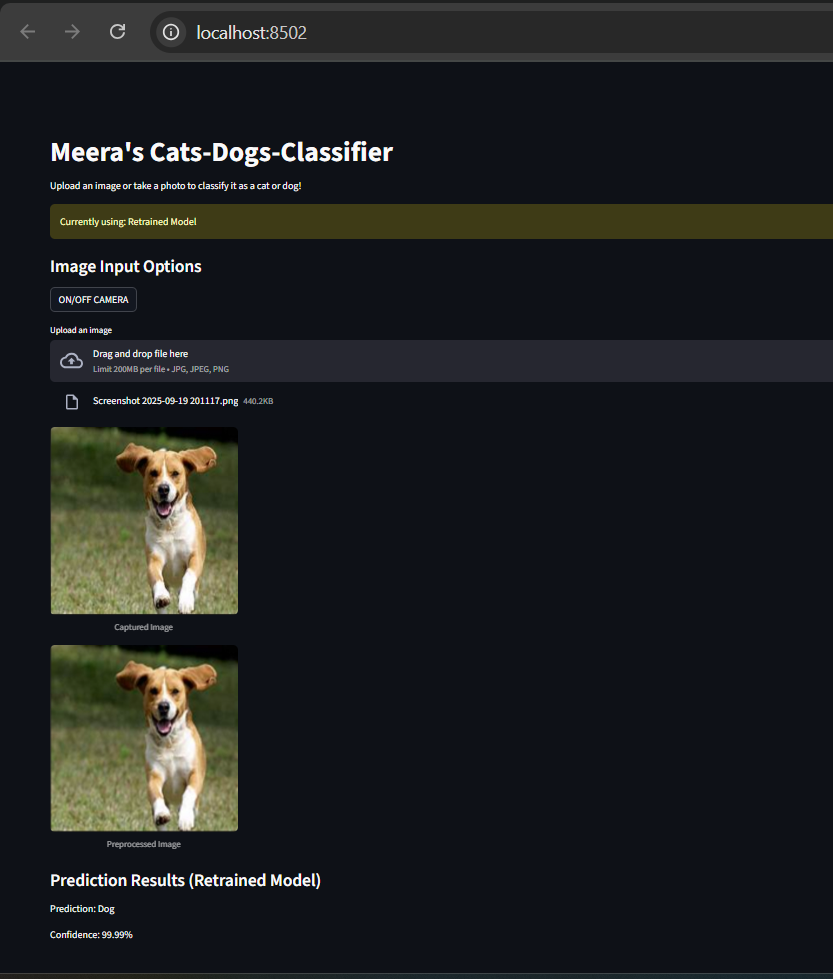 localhost:8502
Meera's Cats-Dogs-Classifier
Upload an image or take a photo to classify it as a cat or dog!
Currently using: Retrained Model
Image Input Options
ON/OFF CAMERA
Upload an image
Drag and drop file here
Limit 200MB per file • JPG, JPEG, PNG
Screenshot 2025-09-19 201117.png 440.2KB
Captured Image
Preprocessed Image
Prediction Results (Retrained Model)
Prediction: Dog
Confidence: 99.99%